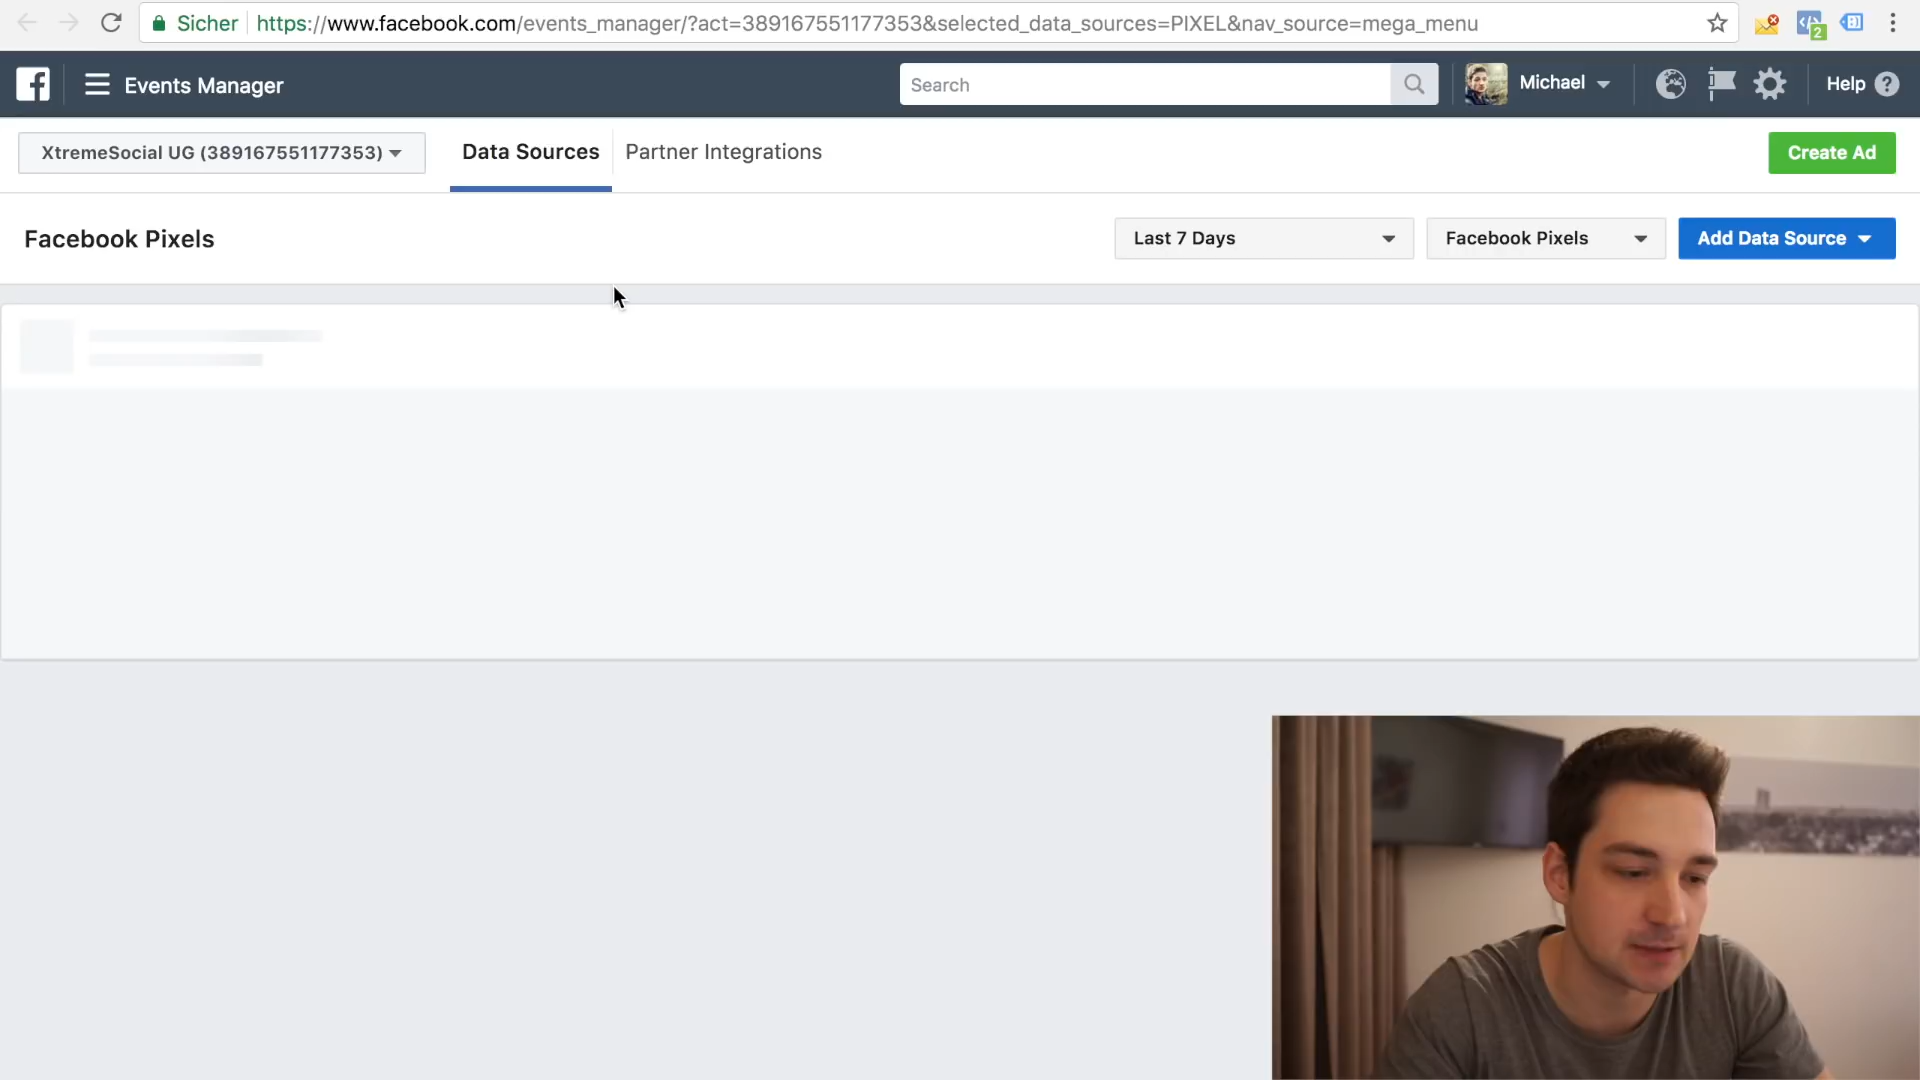 Sicher
https://www.facebook.com/events_manager/?act=389167551177353&selected_data_sources=PIXEL&nav_source=mega_menu
2
Events Manager
Search
Michael
Help ?
XtremeSocial UG (389167551177353)
Data Sources
Partner Integrations
Create Ad
Facebook Pixels
Last 7 Days
Facebook Pixels
Add Data Source